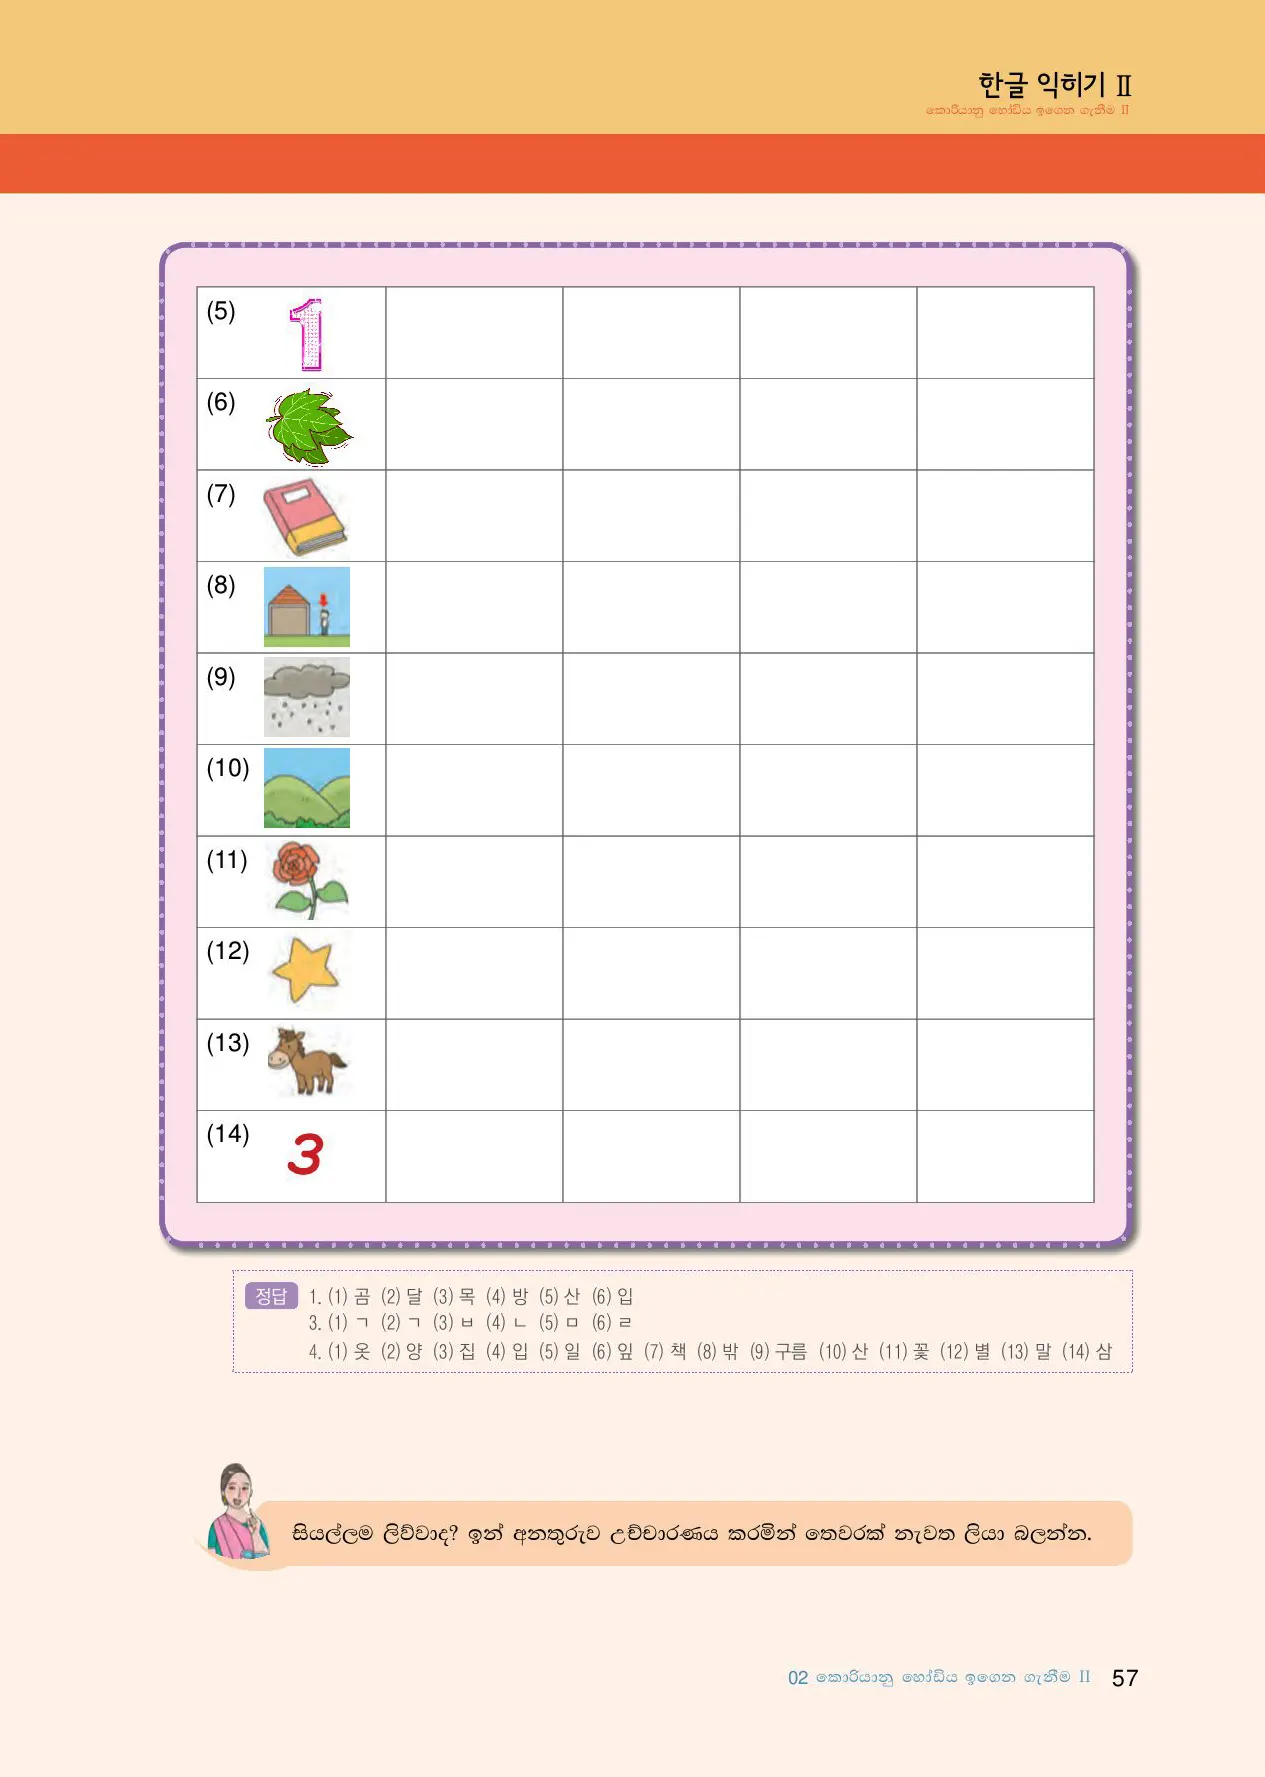 한글 익히기 Ⅱ
කොරියානු හෝඩිය ඉගෙන ගැනීම II
(5) 1
(6)
(7)
(8)
(9)
(10)
(11)
(12)
(13)
(14) 3
정답 1. (1) 곰 (2) 달 (3) 목 (4) 방 (5) 산 (6) 입
3. (1) ㄱ (2) ㄱ (3) ㅂ (4) ㄴ (5) ㅁ (6) ㄹ
4. (1) 옷 (2) 양 (3) 집 (4) 입 (5) 일 (6) 잎 (7) 책 (8) 밖 (9) 구름 (10) 산 (11) 꽃 (12) 별 (13) 말 (14) 삼
සියල්ලම ලිව්වාද? ඉන් අනතුරුව උච්චාරණය කරමින් තෙවරක් නැවත ලියා බලන්න.
02 කොරියානු හෝඩිය ඉගෙන ගැනීම II 57